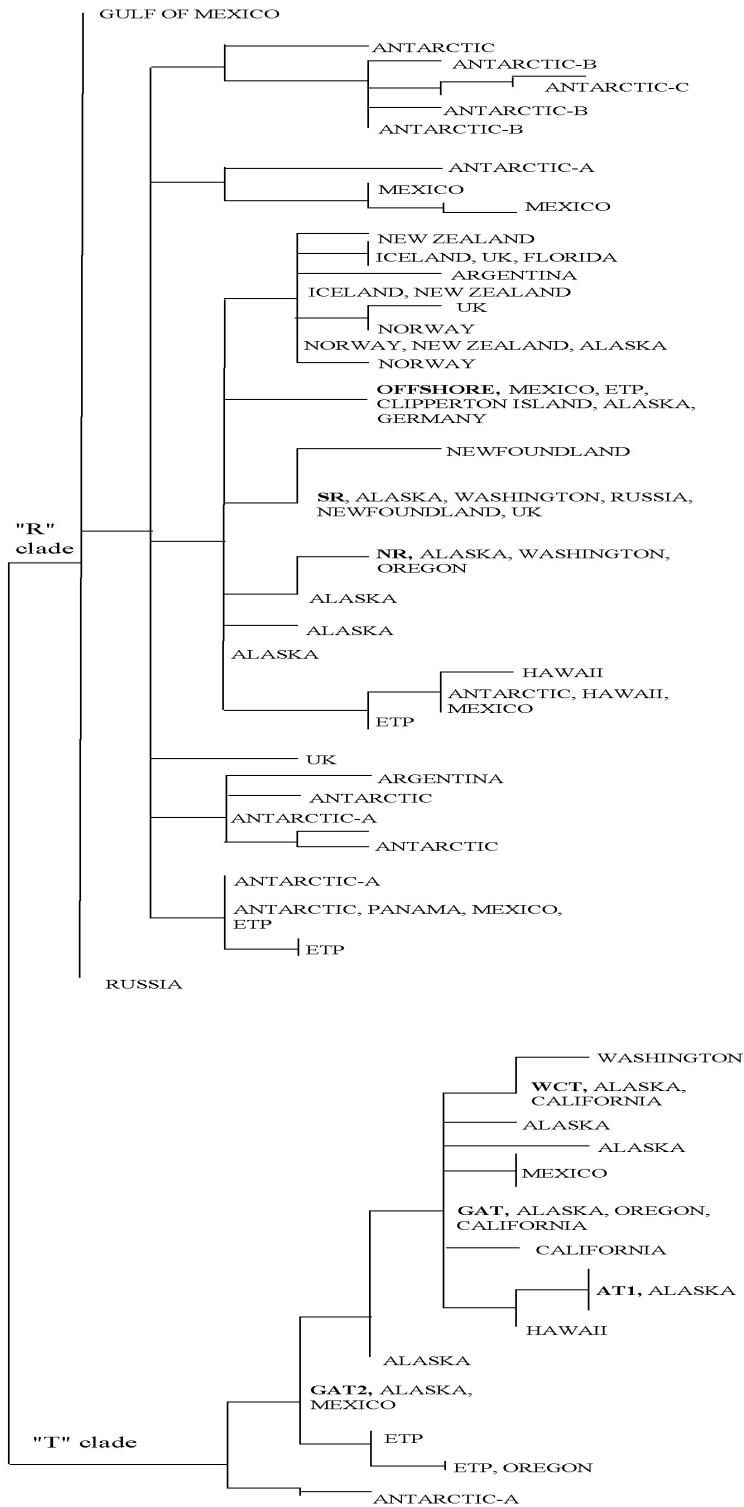 GULF OF MEXICO
ANTARCTIC
ANTARCTIC-B
ANTARCTIC-C
ANTARCTIC-B
ANTARCTIC-B
ANTARCTIC-A
MEXICO
MEXICO
NEW ZEALAND
ICELAND, UK, FLORIDA
ARGENTINA
ICELAND, NEW ZEALAND
UK
NORWAY
NORWAY, NEW ZEALAND, ALASKA
NORWAY
OFFSHORE, MEXICO, ETP,
CLIPPERTON ISLAND, ALASKA,
GERMANY
NEWFOUNDLAND
SR, ALASKA, WASHINGTON, RUSSIA,
NEWFOUNDLAND, UK
"R"
clade
NR, ALASKA, WASHINGTON,
OREGON
ALASKA
ALASKA
ALASKA
HAWAII
ANTARCTIC, HAWAII,
MEXICO
ETP
UK
ARGENTINA
ANTARCTIC
ANTARCTIC-A
ANTARCTIC
ANTARCTIC-A
ANTARCTIC, PANAMA, MEXICO,
ETP
ETP
RUSSIA
WASHINGTON
WCT, ALASKA,
CALIFORNIA
ALASKA
ALASKA
MEXICO
GAT, ALASKA, OREGON,
CALIFORNIA
CALIFORNIA
AT1, ALASKA
HAWAII
ALASKA
GAT2, ALASKA,
MEXICO
"T" clade
ETP
ETP, OREGON
ANTARCTIC-A